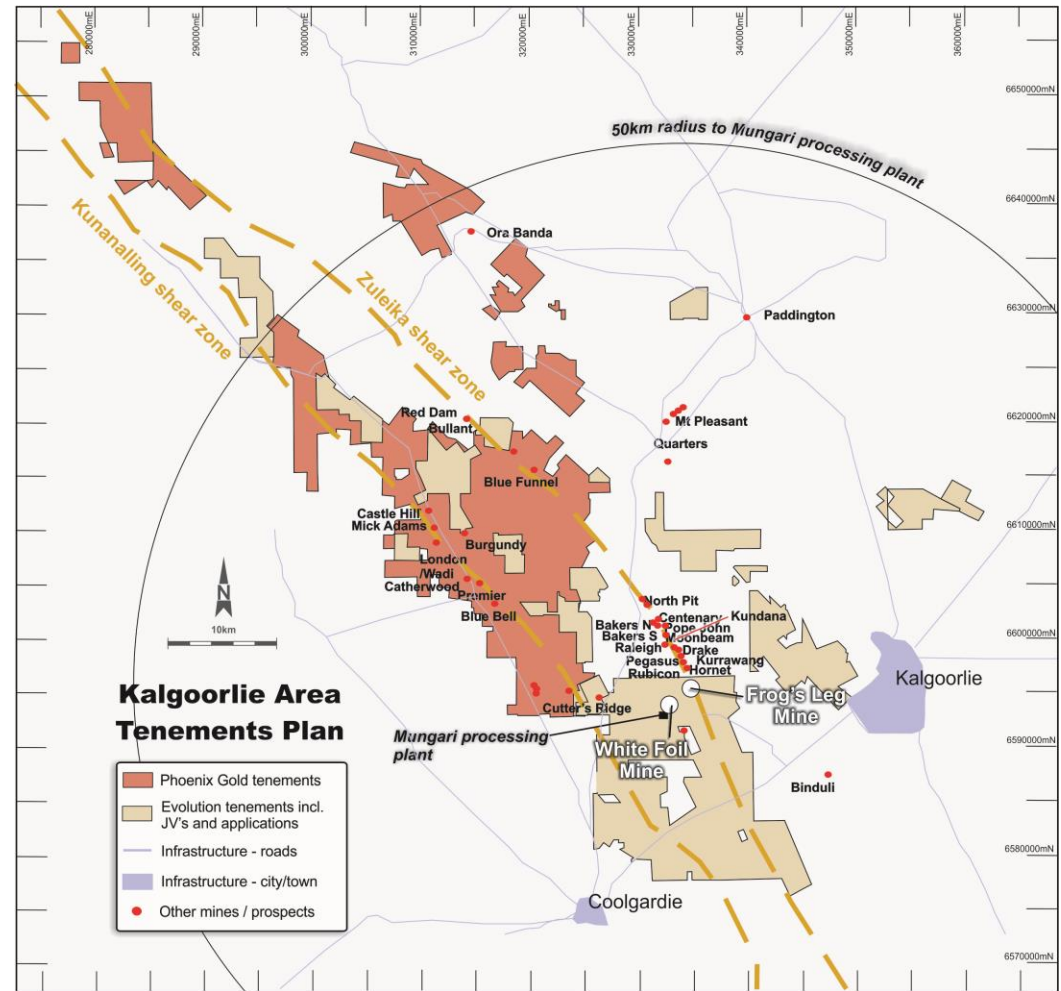 280000mE
290000mE
300000mE
310000mE
320000mE
330000mE
340000mE
350000mE
360000mE
6650000mN
6640000mN
6630000mN
6620000mN
6610000mN
6600000mN
6590000mN
6580000mN
6570000mN
50km radius to Mungari processing plant
Kunanalling shear zone
Zuleika shear zone
Ora Banda
Paddington
Red Dam
Bullant
Mt Pleasant
Quarters
Blue Funnel
Castle Hill
Mick Adams
Burgundy
London
/Wadi
Catherwood
Premier
Blue Bell
North Pit
Centenary
Kundana
Bakers N
Pope John
Bakers S
Moonbeam
Raleigh
Drake
Pegasus
Kurrawang
Rubicon
Hornet
Cutter's Ridge
Frog's Leg
Mine
Kalgoorlie
Mungari processing
plant
White Foil
Mine
Binduli
Coolgardie
N
10km
Kalgoorlie Area
Tenements Plan
Phoenix Gold tenements
Evolution tenements incl.
JV's and applications
Infrastructure - roads
Infrastructure - city/town
Other mines / prospects